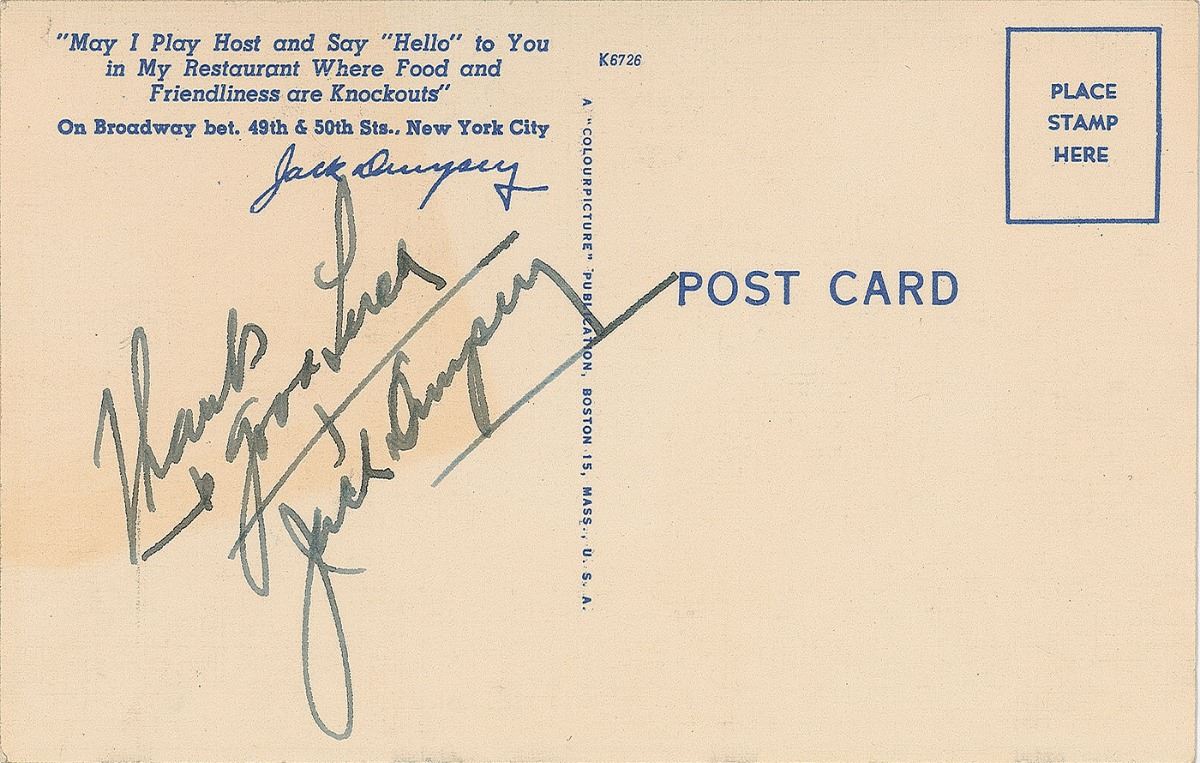 "May I Play Host and Say "Hello" to You
in My Restaurant Where Food and
Friendliness are Knockouts"
On Broadway bet. 49th & 50th Sts., New York City
Jack Dempsey
Thanks
& Good Luck
Jack Dempsey
K6726
A "COLOURPICTURE" PUBLICATION, BOSTON 15, MASS., U. S. A.
PLACE
STAMP
HERE
POST CARD